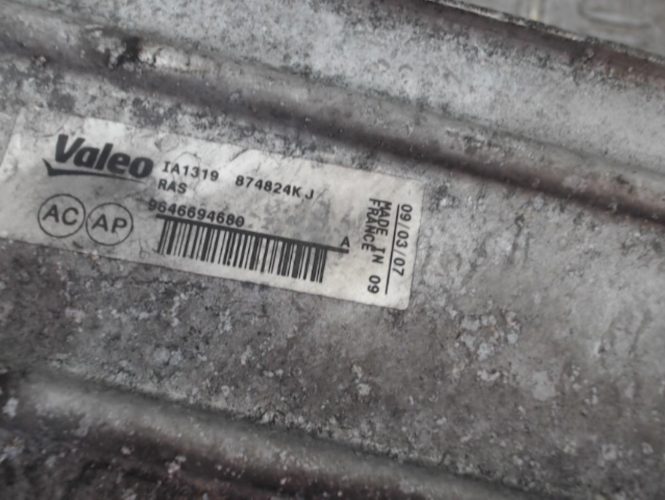 Valeo IA1319 874824K J
RAS
AC AP 9646694680
A
09/03/07
MADE IN
FRANCE 09